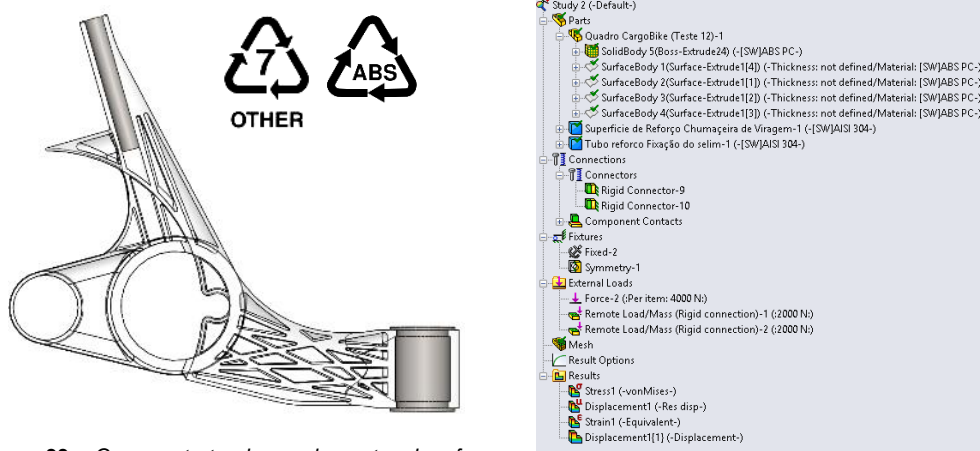 7
OTHER
ABS
Study 2 (-Default-)
Parts
Quadro CargoBike (Teste 12)-1
SolidBody 5(Boss-Extrude24) (-[SW]ABS PC-)
SurfaceBody 1(Surface-Extrude1[4]) (-Thickness: not defined/Material: [SW]ABS PC-)
SurfaceBody 2(Surface-Extrude1[1]) (-Thickness: not defined/Material: [SW]ABS PC-)
SurfaceBody 3(Surface-Extrude1[2]) (-Thickness: not defined/Material: [SW]ABS PC-)
SurfaceBody 4(Surface-Extrude1[3]) (-Thickness: not defined/Material: [SW]ABS PC-)
Superficie de Reforço Chumaçeira de Viragem-1 (-[SW]AISI 304-)
Tubo reforco Fixação do selim-1 (-[SW]AISI 304-)
Connections
Connectors
Rigid Connector-9
Rigid Connector-10
Component Contacts
Fixtures
Fixed-2
Symmetry-1
External Loads
Force-2 (:Per item: 4000 N:)
Remote Load/Mass (Rigid connection)-1 (:2000 N:)
Remote Load/Mass (Rigid connection)-2 (:2000 N:)
Mesh
Result Options
Results
Stress1 (-vonMises-)
Displacement1 (-Res disp-)
Strain1 (-Equivalent-)
Displacement1[1] (-Displacement-)